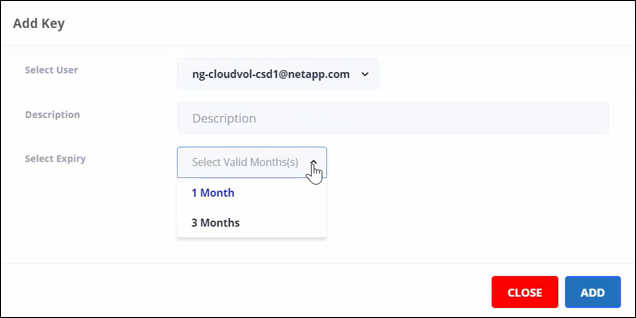 Add Key
Select User
ng-cloudvol-csd1@netapp.com
Description
Description
Select Expiry
Select Valid Months(s)
1 Month
3 Months
CLOSE
ADD